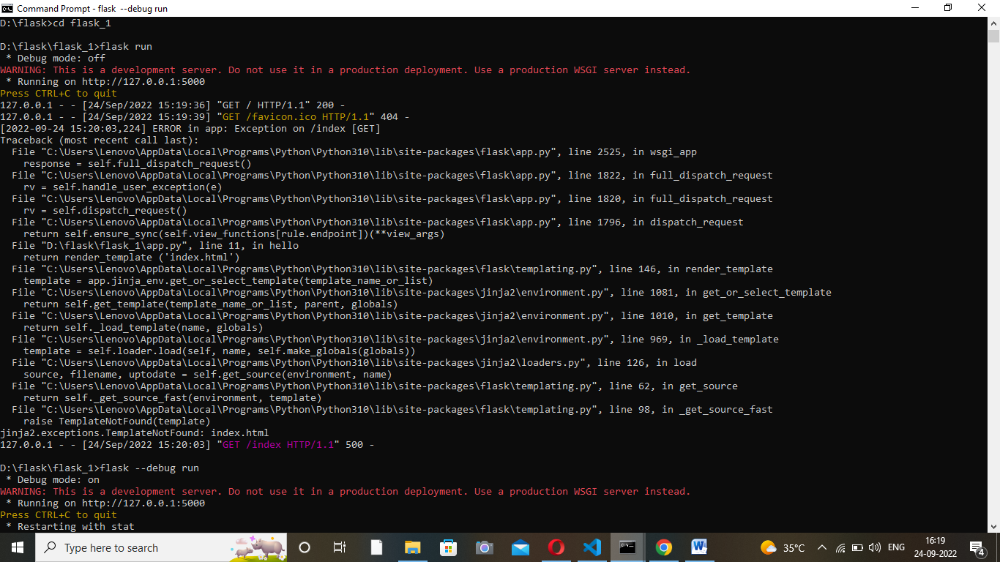 Command Prompt - flask --debug run
D:\flask>cd flask_1
D:\flask\flask_1>flask run
* Debug mode: off
WARNING: This is a development server. Do not use it in a production deployment. Use a production WSGI server instead.
* Running on http://127.0.0.1:5000
Press CTRL+C to quit
127.0.0.1 - - [24/Sep/2022 15:19:36] "GET / HTTP/1.1" 200 -
127.0.0.1 - - [24/Sep/2022 15:19:39] "GET /favicon.ico HTTP/1.1" 404 -
[2022-09-24 15:20:03,224] ERROR in app: Exception on /index [GET]
Traceback (most recent call last):
File "C:\Users\Lenovo\AppData\Local\Programs\Python\Python310\lib\site-packages\flask\app.py", line 2525, in wsgi_app
response = self.full_dispatch_request()
File "C:\Users\Lenovo\AppData\Local\Programs\Python\Python310\lib\site-packages\flask\app.py", line 1822, in full_dispatch_request
rv = self.handle_user_exception(e)
File "C:\Users\Lenovo\AppData\Local\Programs\Python\Python310\lib\site-packages\flask\app.py", line 1820, in full_dispatch_request
rv = self.dispatch_request()
File "C:\Users\Lenovo\AppData\Local\Programs\Python\Python310\lib\site-packages\flask\app.py", line 1796, in dispatch_request
return self.ensure_sync(self.view_functions[rule.endpoint])(**view_args)
File "D:\flask\flask_1\app.py", line 11, in hello
return render_template ('index.html')
File "C:\Users\Lenovo\AppData\Local\Programs\Python\Python310\lib\site-packages\flask\templating.py", line 146, in render_template
template = app.jinja_env.get_or_select_template(template_name_or_list)
File "C:\Users\Lenovo\AppData\Local\Programs\Python\Python310\lib\site-packages\jinja2\environment.py", line 1081, in get_or_select_template
return self.get_template(template_name_or_list, parent, globals)
File "C:\Users\Lenovo\AppData\Local\Programs\Python\Python310\lib\site-packages\jinja2\environment.py", line 1010, in get_template
return self._load_template(name, globals)
File "C:\Users\Lenovo\AppData\Local\Programs\Python\Python310\lib\site-packages\jinja2\environment.py", line 969, in _load_template
template = self.loader.load(self, name, self.make_globals(globals))
File "C:\Users\Lenovo\AppData\Local\Programs\Python\Python310\lib\site-packages\jinja2\loaders.py", line 126, in load
source, filename, uptodate = self.get_source(environment, name)
File "C:\Users\Lenovo\AppData\Local\Programs\Python\Python310\lib\site-packages\flask\templating.py", line 62, in get_source
return self._get_source_fast(environment, template)
File "C:\Users\Lenovo\AppData\Local\Programs\Python\Python310\lib\site-packages\flask\templating.py", line 98, in _get_source_fast
raise TemplateNotFound(template)
jinja2.exceptions.TemplateNotFound: index.html
127.0.0.1 - - [24/Sep/2022 15:20:03] "GET /index HTTP/1.1" 500 -
D:\flask\flask_1>flask --debug run
* Debug mode: on
WARNING: This is a development server. Do not use it in a production deployment. Use a production WSGI server instead.
* Running on http://127.0.0.1:5000
Press CTRL+C to quit
* Restarting with stat
Type here to search
35°C
ENG
16:19
24-09-2022
4